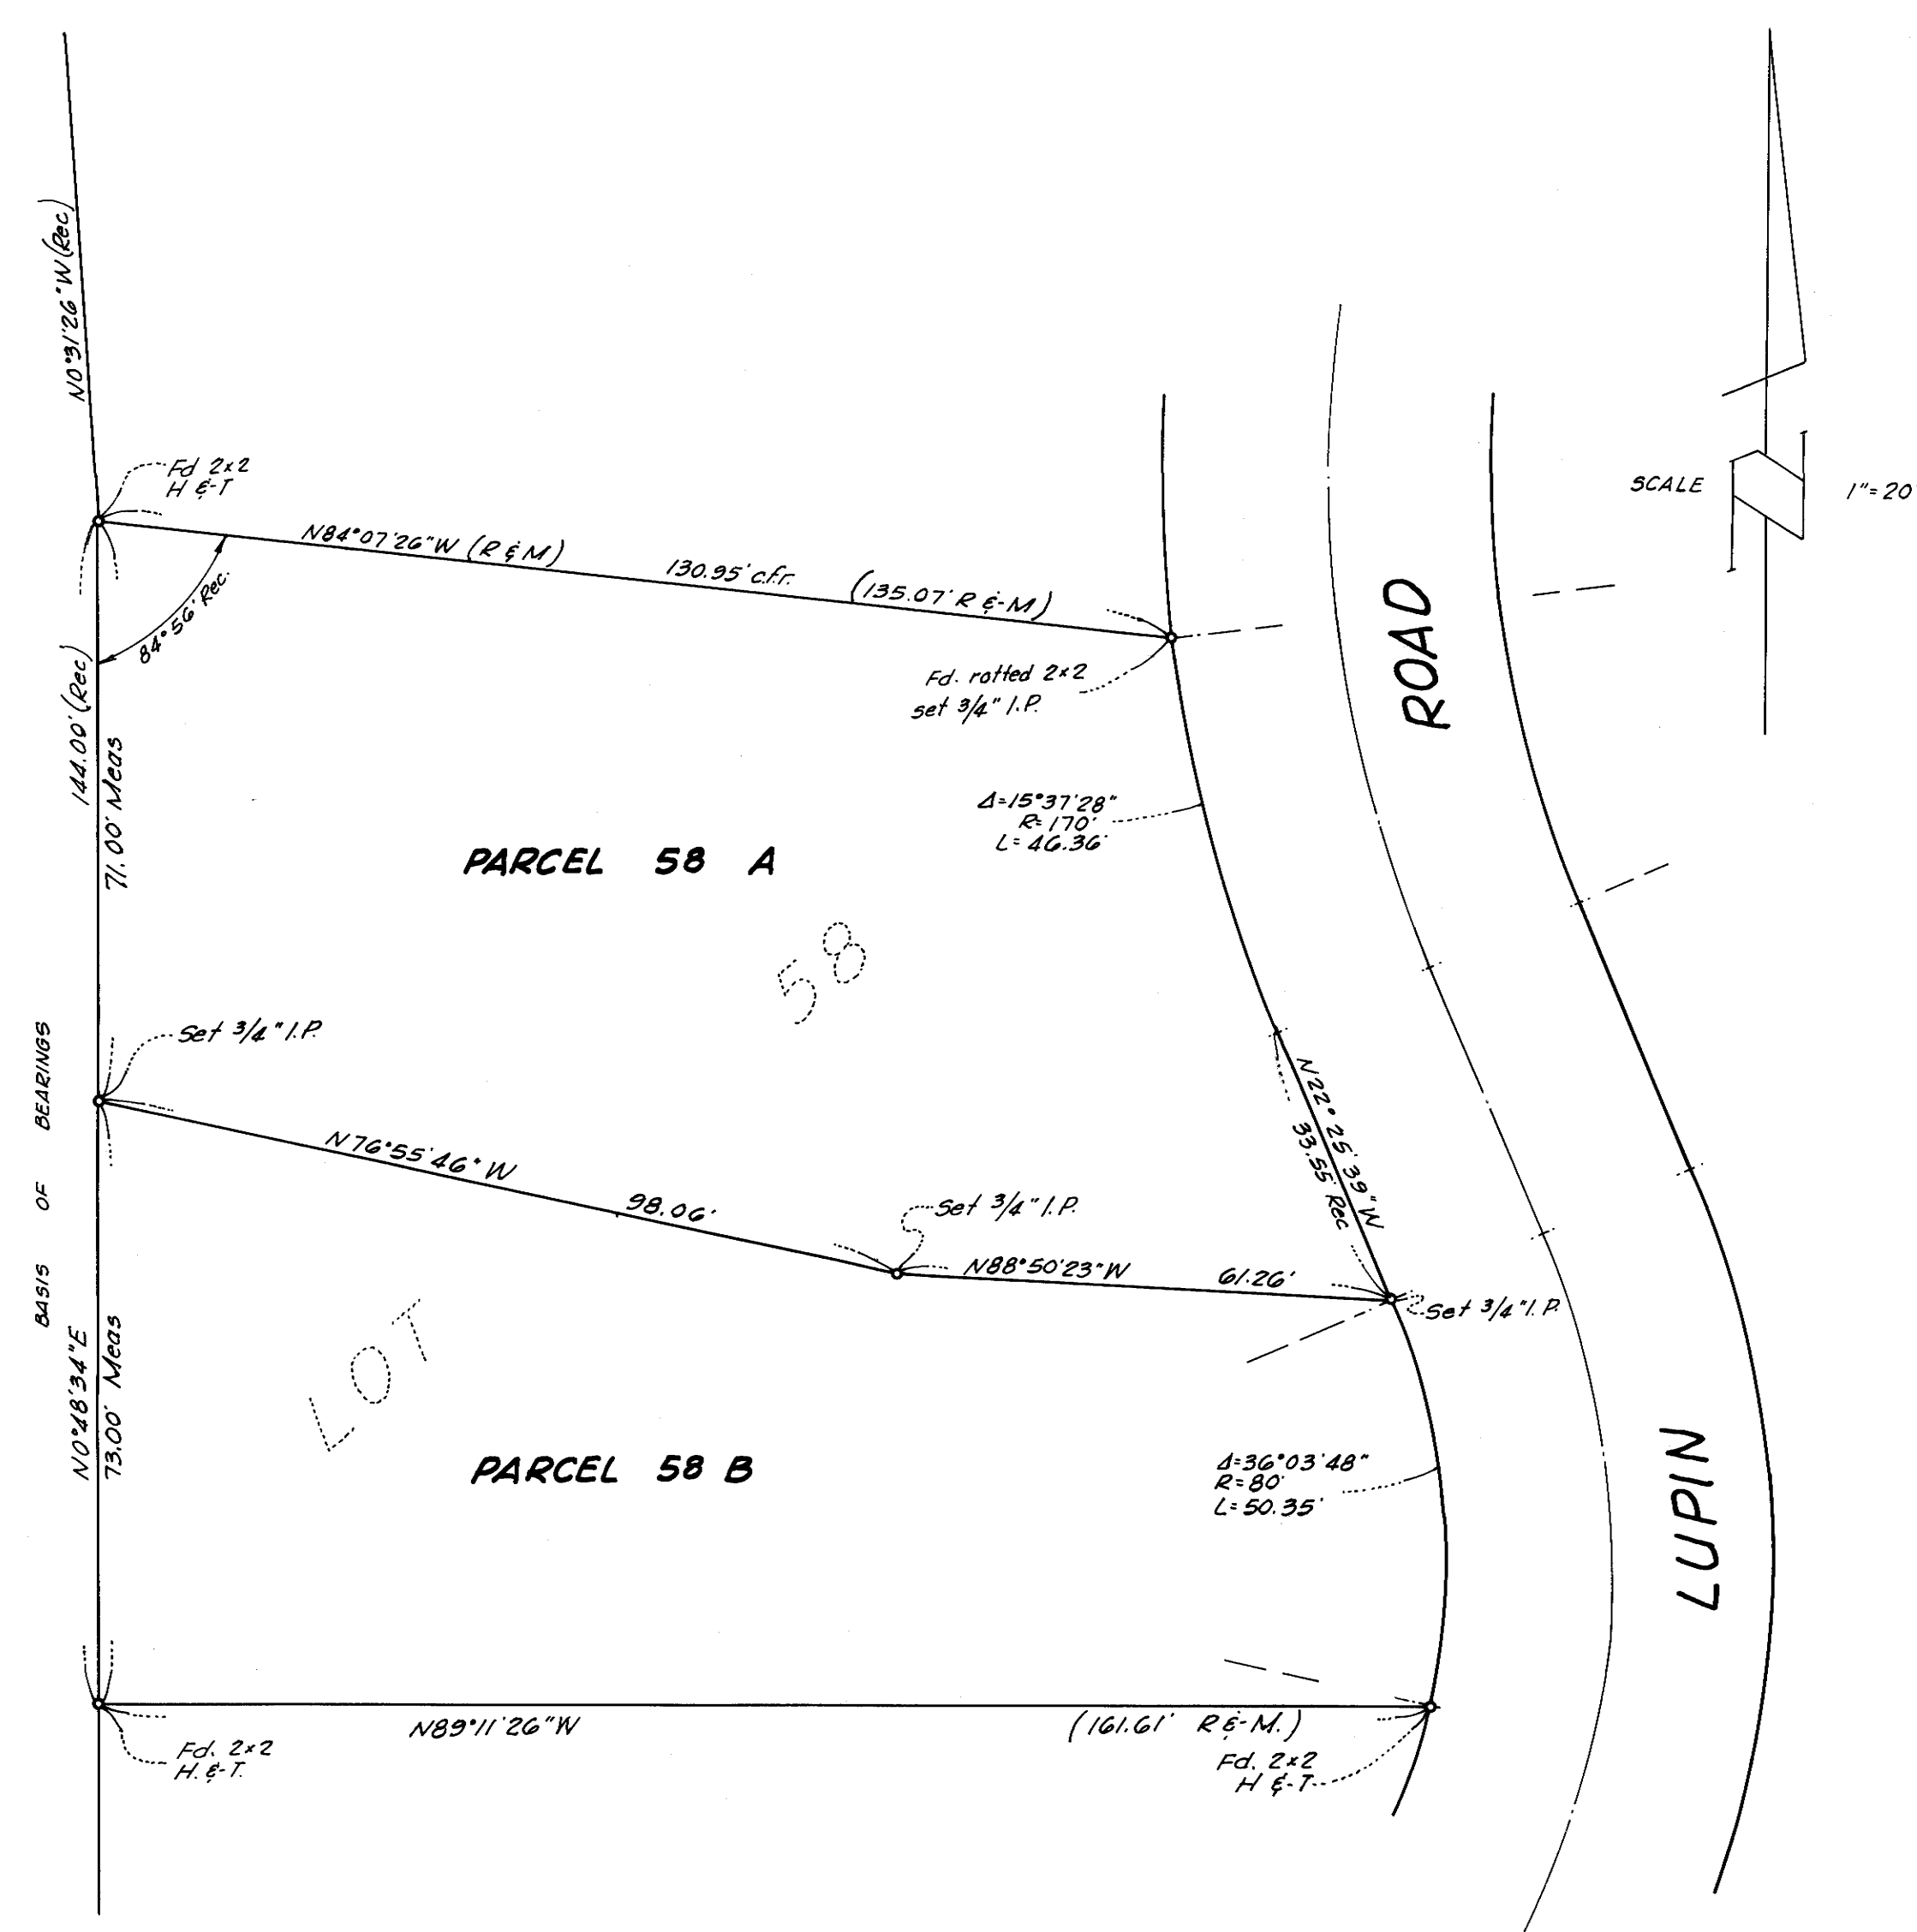 N0°31'26"W (Rec)
Fd 2x2
H &-T
N84°07'26"W (R & M)
130.95' c.f.r.
(135.07' R &-M)
84°56' Rec.
Fd. rotted 2x2
set 3/4" I.P.
ROAD
SCALE
1"=20
144.00' (Rec)
71.00' Meas
Δ=15°37'28"
R=170'
L=46.36'
PARCEL 58 A
58
BASIS OF BEARINGS
Set 3/4" I.P.
N76°55'46"W
98.06'
Set 3/4" I.P.
N88°50'23"W
61.26'
N22°25'39"W
33.55' Rec
Set 3/4" I.P.
N0°48'34"E
73.00' Meas
LOT
PARCEL 58 B
Δ=36°03'48"
R=80'
L=50.35'
LUPIN
N89°11'26"W
(161.61' R &-M.)
Fd. 2x2
H. &-T.
Fd. 2x2
H &-T